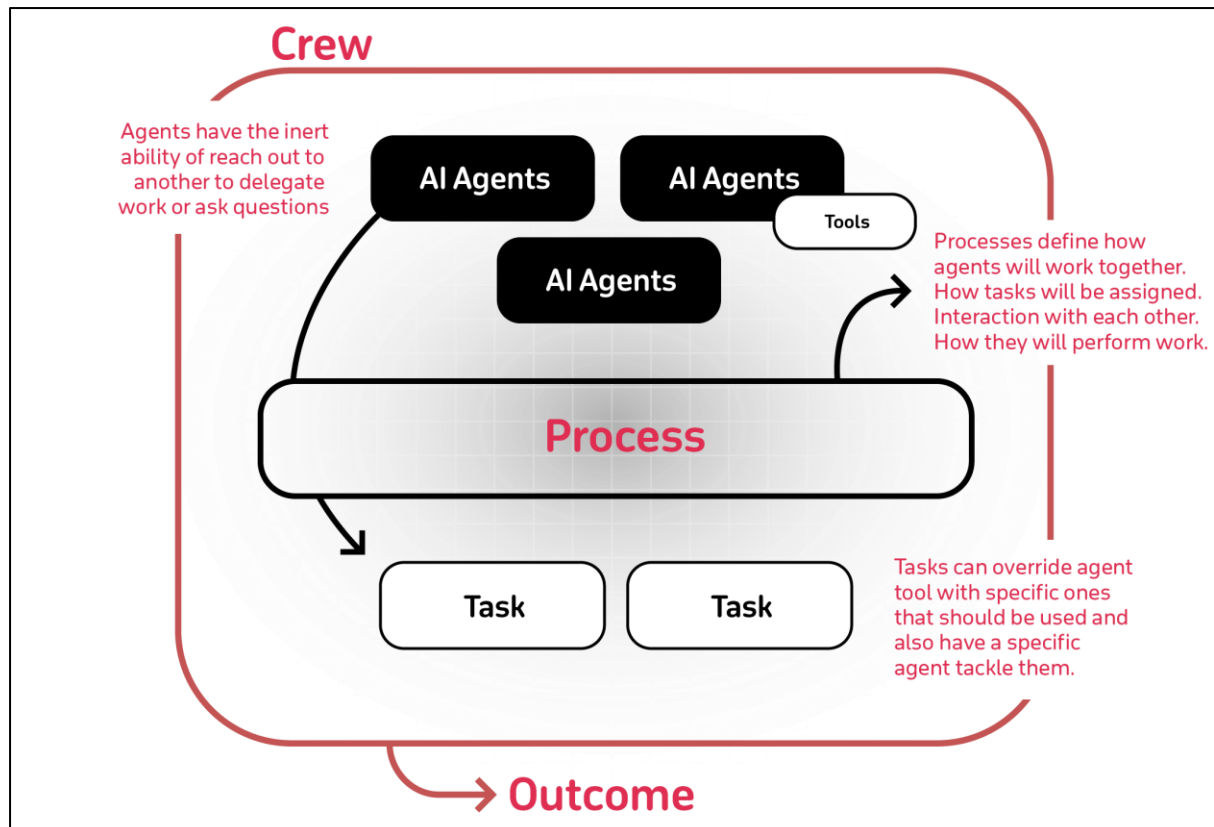 Crew
Agents have the inert
ability of reach out to
another to delegate
work or ask questions
AI Agents
AI Agents
Tools
AI Agents
Processes define how
agents will work together.
How tasks will be assigned.
Interaction with each other.
How they will perform work.
Process
Task
Task
Tasks can override agent
tool with specific ones
that should be used and
also have a specific
agent tackle them.
Outcome